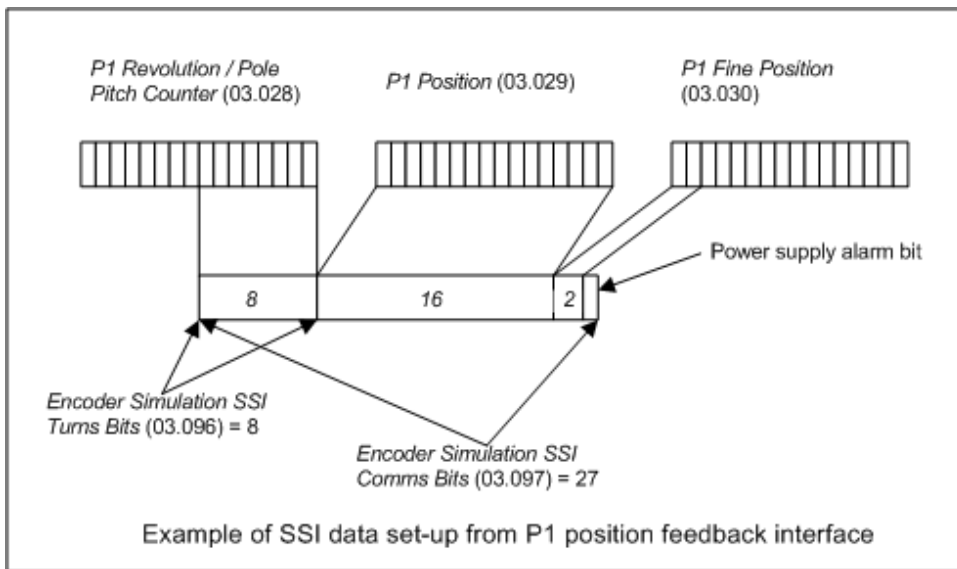 P1 Revolution / Pole
Pitch Counter (03.028)
P1 Position (03.029)
P1 Fine Position
(03.030)
Power supply alarm bit
8
16
2
Encoder Simulation SSI
Turns Bits (03.096) = 8
Encoder Simulation SSI
Comms Bits (03.097) = 27
Example of SSI data set-up from P1 position feedback interface